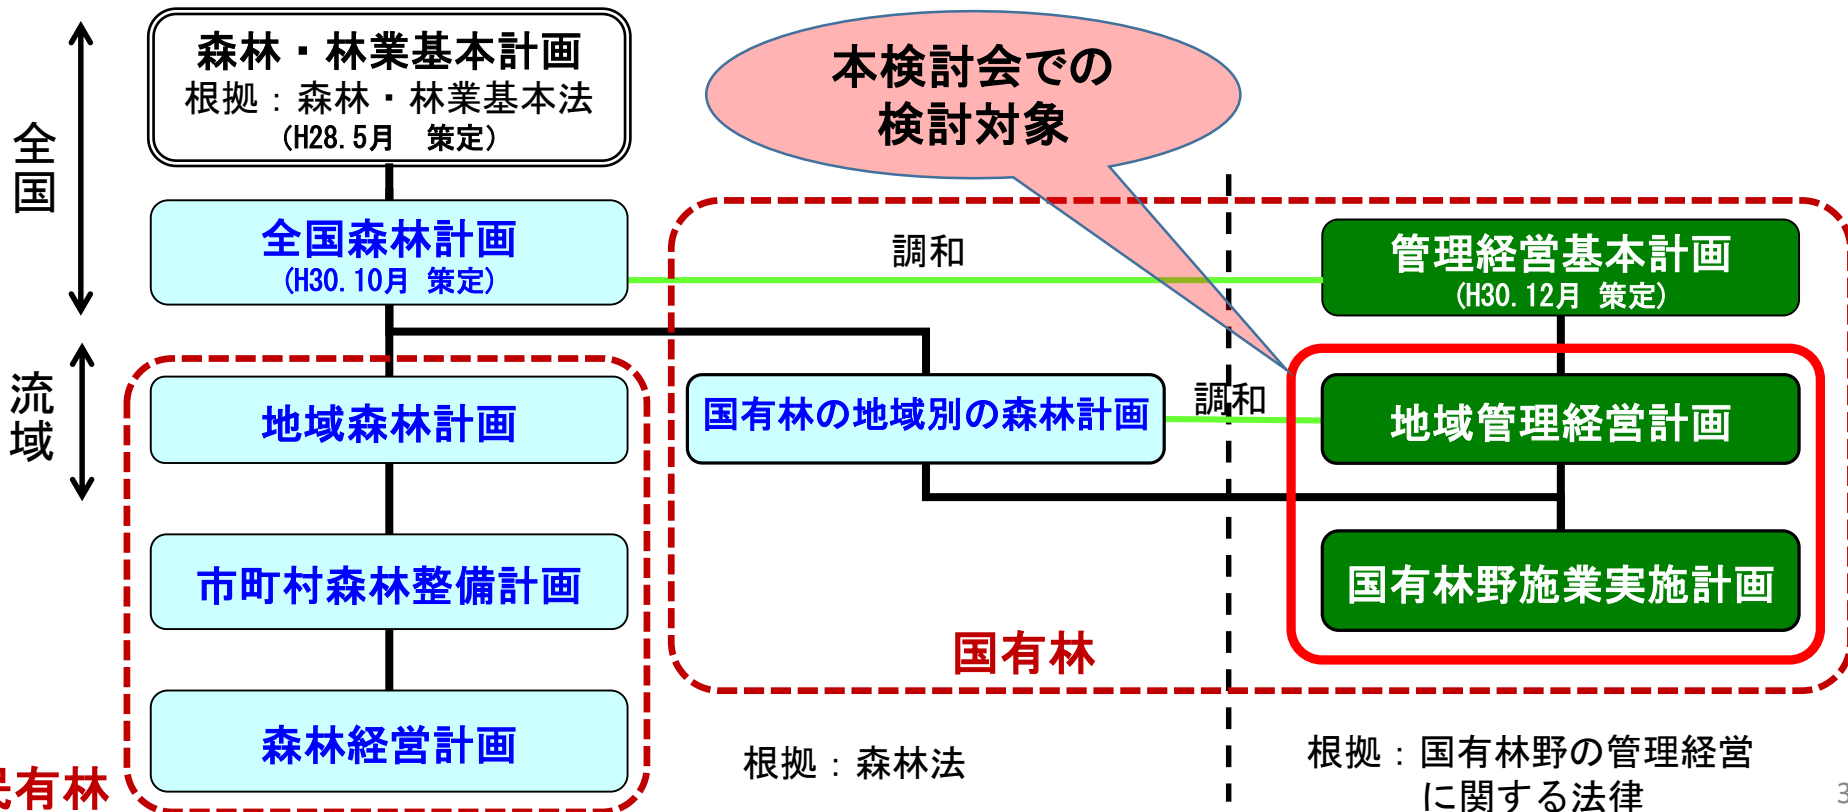 森林・林業基本計画
根拠：森林・林業基本法
(H28.5月　策定)
本検討会での
検討対象
全国
全国森林計画
(H30.10月 策定)
調和
管理経営基本計画
(H30.12月 策定)
流域
地域森林計画
国有林の地域別の森林計画
調和
地域管理経営計画
市町村森林整備計画
国有林野施業実施計画
国有林
森林経営計画
民有林
根拠：森林法
根拠：国有林野の管理経営
に関する法律
3